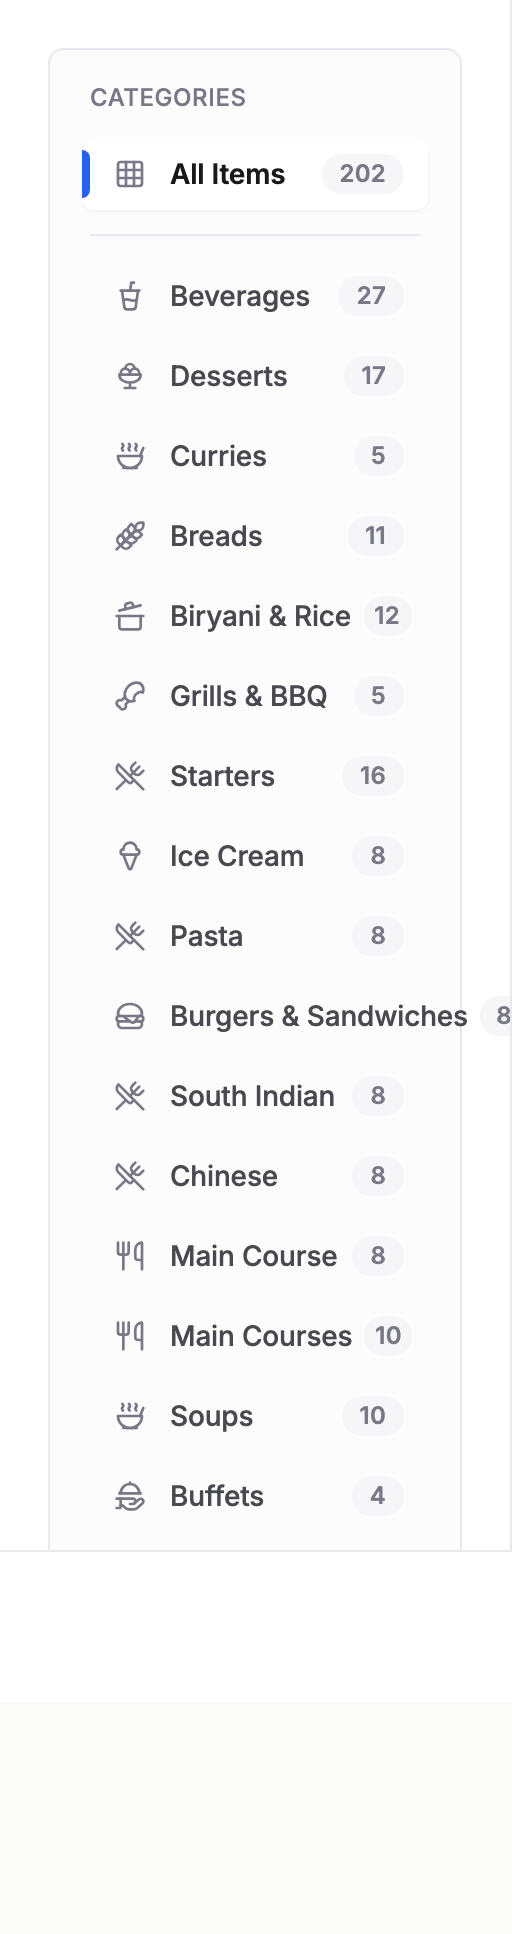 CATEGORIES
All Items 202
Beverages 27
Desserts 17
Curries 5
Breads 11
Biryani & Rice 12
Grills & BBQ 5
Starters 16
Ice Cream 8
Pasta 8
Burgers & Sandwiches 8
South Indian 8
Chinese 8
Main Course 8
Main Courses 10
Soups 10
Buffets 4